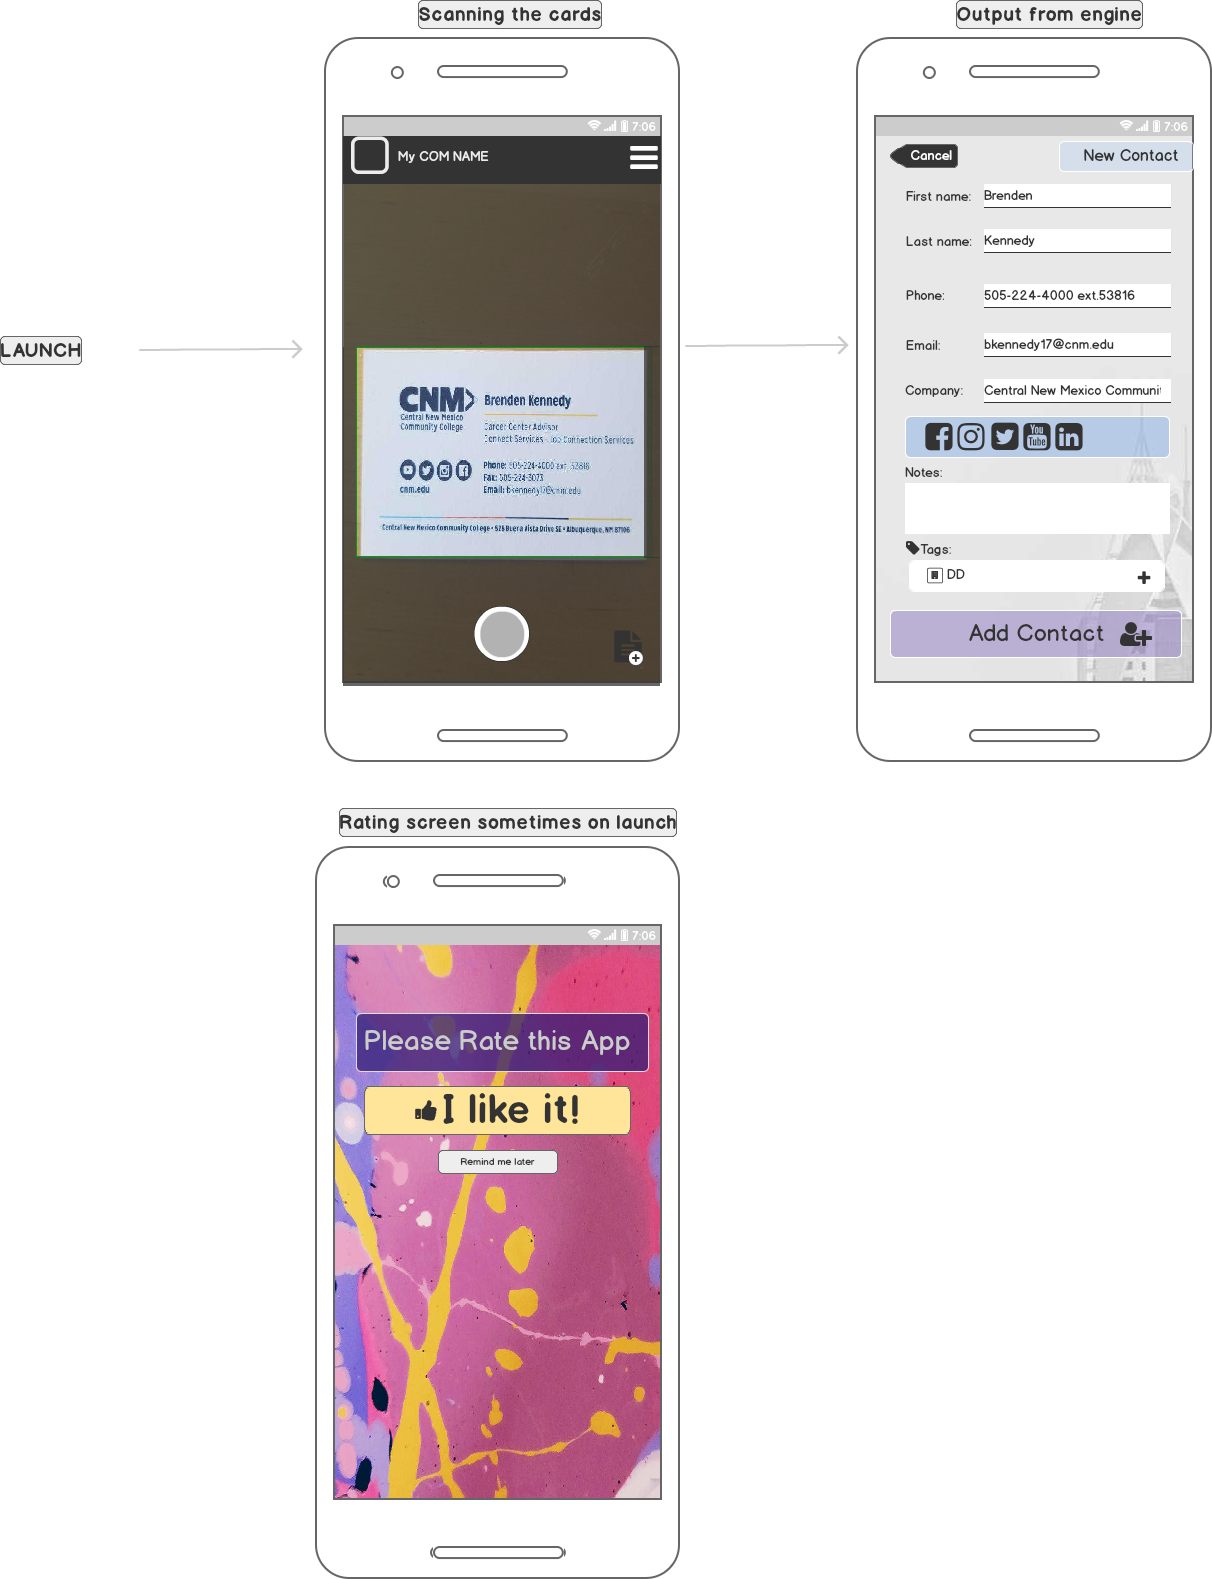 Scanning the cards
Output from engine
LAUNCH
7:06
My COM NAME
CNM
Central New Mexico
Community College
Brenden Kennedy
Career Center Advisor
Connect Services - Job Connection Services
Phone: 505-224-4000 ext. 53816
Fax: 505-224-3073
Email: bkennedy17@cnm.edu
cnm.edu
Central New Mexico Community College • 525 Buena Vista Drive SE • Albuquerque, NM 87106
7:06
Cancel
New Contact
First name: Brenden
Last name: Kennedy
Phone: 505-224-4000 ext.53816
Email: bkennedy17@cnm.edu
Company: Central New Mexico Communit
You
Tube
in
Notes:
Tags:
DD
Add Contact
Rating screen sometimes on launch
7:06
Please Rate this App
I like it!
Remind me later